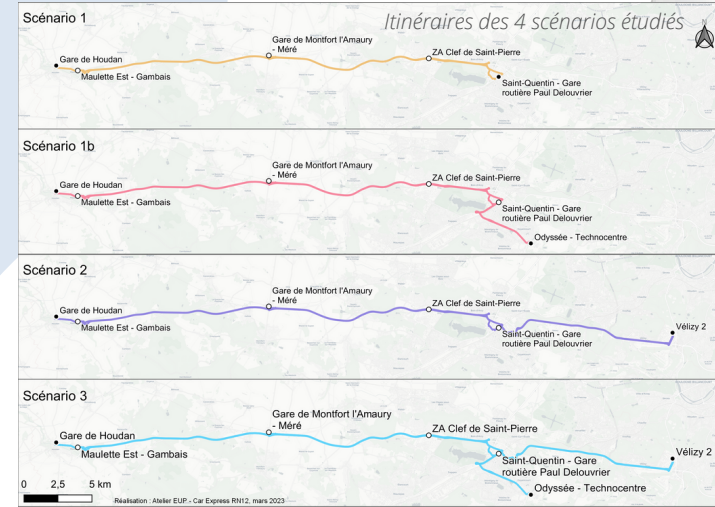 Itinéraires des 4 scénarios étudiés
Scénario 1
Gare de Houdan
Maulette Est - Gambais
Gare de Montfort l'Amaury
- Méré
ZA Clef de Saint-Pierre
Saint-Quentin - Gare
routière Paul Delouvrier
Scénario 1b
Gare de Houdan
Maulette Est - Gambais
Gare de Montfort l'Amaury
- Méré
ZA Clef de Saint-Pierre
Saint-Quentin - Gare
routière Paul Delouvrier
Odyssée - Technocentre
Scénario 2
Gare de Houdan
Maulette Est - Gambais
Gare de Montfort l'Amaury
- Méré
ZA Clef de Saint-Pierre
Saint-Quentin - Gare
routière Paul Delouvrier
Vélizy 2
Scénario 3
Gare de Houdan
Maulette Est - Gambais
Gare de Montfort l'Amaury
- Méré
ZA Clef de Saint-Pierre
Saint-Quentin - Gare
routière Paul Delouvrier
Vélizy 2
Odyssée - Technocentre
0 2,5 5 km
Réalisation : Atelier EUP - Car Express RN12, mars 2023